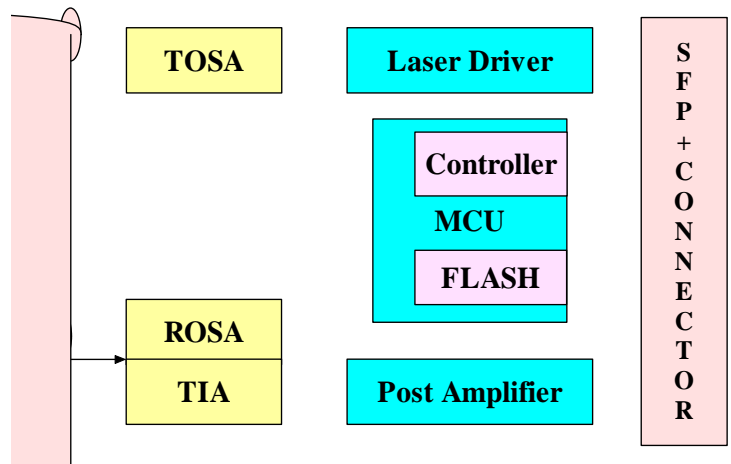 TOSA
Laser Driver
Controller
MCU
FLASH
ROSA
TIA
Post Amplifier
S
F
P
+
C
O
N
N
E
C
T
O
R